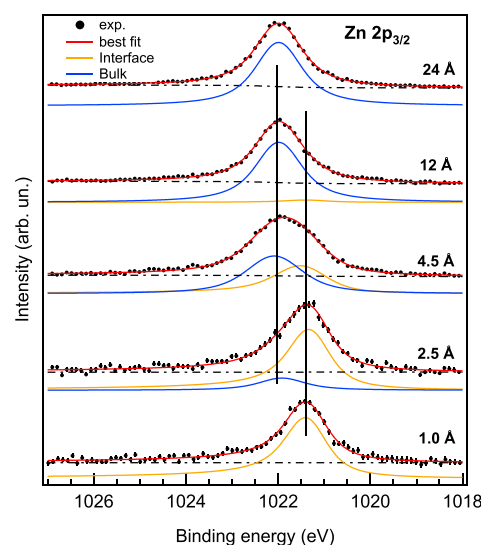 exp.
best fit
Interface
Bulk
Zn 2p3/2
24 Å
12 Å
4.5 Å
2.5 Å
1.0 Å
Intensity (arb. un.)
1026 1024 1022 1020 1018
Binding energy (eV)